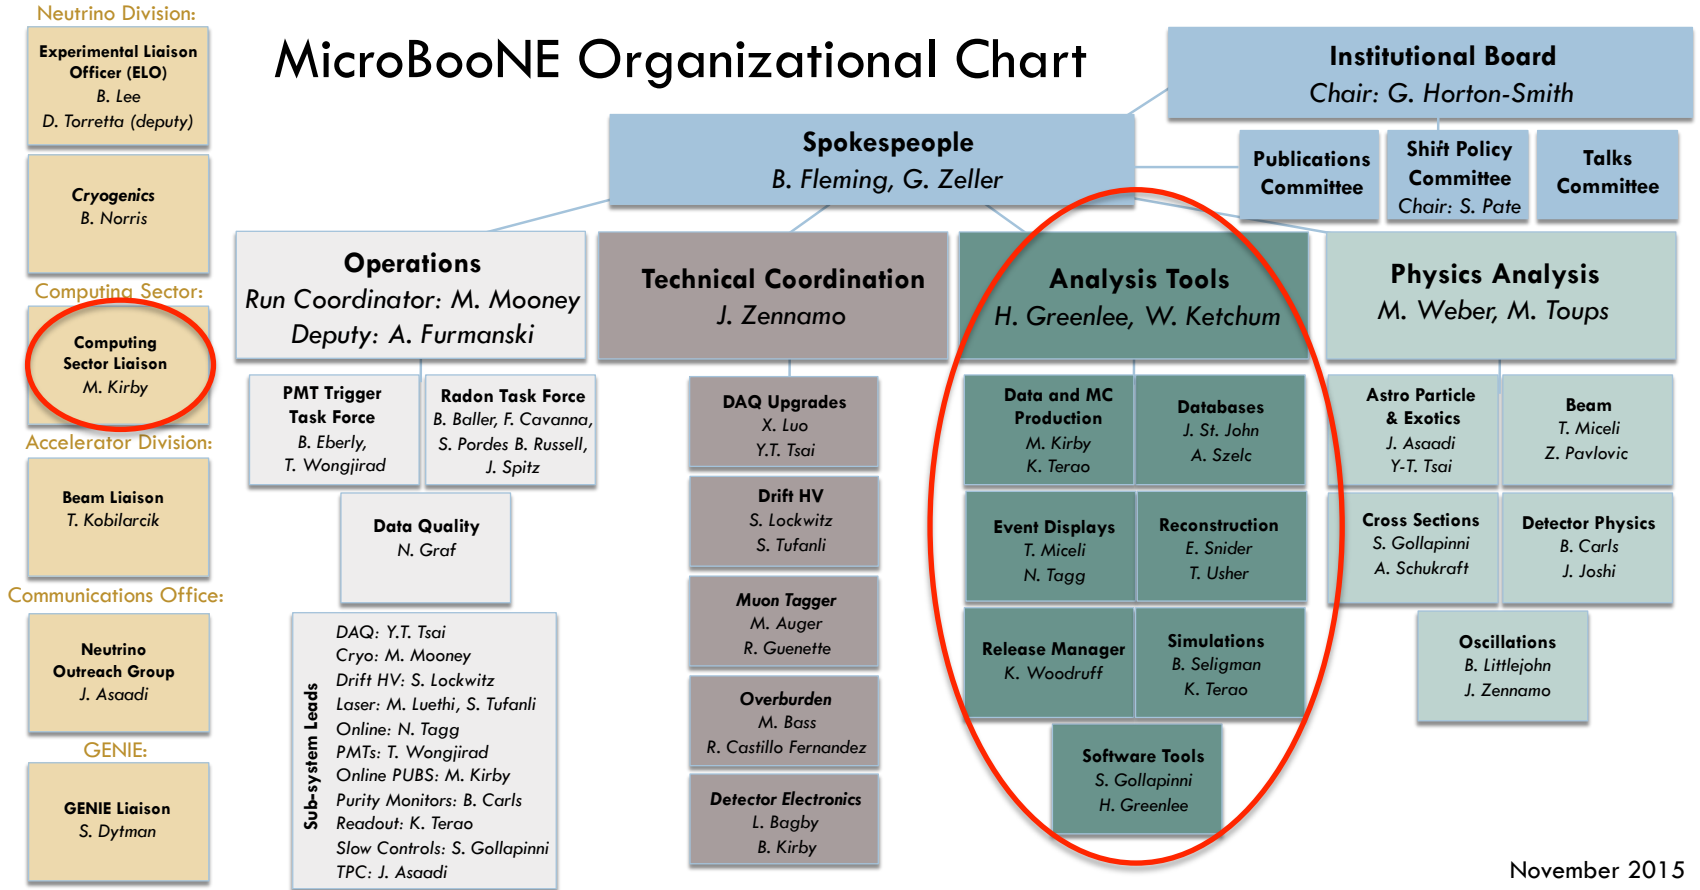 Neutrino Division:
Experimental Liaison
Officer (ELO)
B. Lee
D. Torretta (deputy)
Cryogenics
B. Norris
Computing Sector:
Computing
Sector Liaison
M. Kirby
Accelerator Division:
Beam Liaison
T. Kobilarcik
Communications Office:
Neutrino
Outreach Group
J. Asaadi
GENIE:
GENIE Liaison
S. Dytman
MicroBooNE Organizational Chart
Institutional Board
Chair: G. Horton-Smith
Spokespeople
B. Fleming, G. Zeller
Publications
Committee
Shift Policy
Committee
Chair: S. Pate
Talks
Committee
Operations
Run Coordinator: M. Mooney
Deputy: A. Furmanski
PMT Trigger
Task Force
B. Eberly,
T. Wongjirad
Radon Task Force
B. Baller, F. Cavanna,
S. Pordes B. Russell,
J. Spitz
Data Quality
N. Graf
Sub-system Leads
DAQ: Y.T. Tsai
Cryo: M. Mooney
Drift HV: S. Lockwitz
Laser: M. Luethi, S. Tufanli
Online: N. Tagg
PMTs: T. Wongjirad
Online PUBS: M. Kirby
Purity Monitors: B. Carls
Readout: K. Terao
Slow Controls: S. Gollapinni
TPC: J. Asaadi
Technical Coordination
J. Zennamo
DAQ Upgrades
X. Luo
Y.T. Tsai
Drift HV
S. Lockwitz
S. Tufanli
Muon Tagger
M. Auger
R. Guenette
Overburden
M. Bass
R. Castillo Fernandez
Detector Electronics
L. Bagby
B. Kirby
Analysis Tools
H. Greenlee, W. Ketchum
Data and MC
Production
M. Kirby
K. Terao
Databases
J. St. John
A. Szelc
Event Displays
T. Miceli
N. Tagg
Reconstruction
E. Snider
T. Usher
Release Manager
K. Woodruff
Simulations
B. Seligman
K. Terao
Software Tools
S. Gollapinni
H. Greenlee
Physics Analysis
M. Weber, M. Toups
Astro Particle
& Exotics
J. Asaadi
Y-T. Tsai
Beam
T. Miceli
Z. Pavlovic
Cross Sections
S. Gollapinni
A. Schukraft
Detector Physics
B. Carls
J. Joshi
Oscillations
B. Littlejohn
J. Zennamo
November 2015